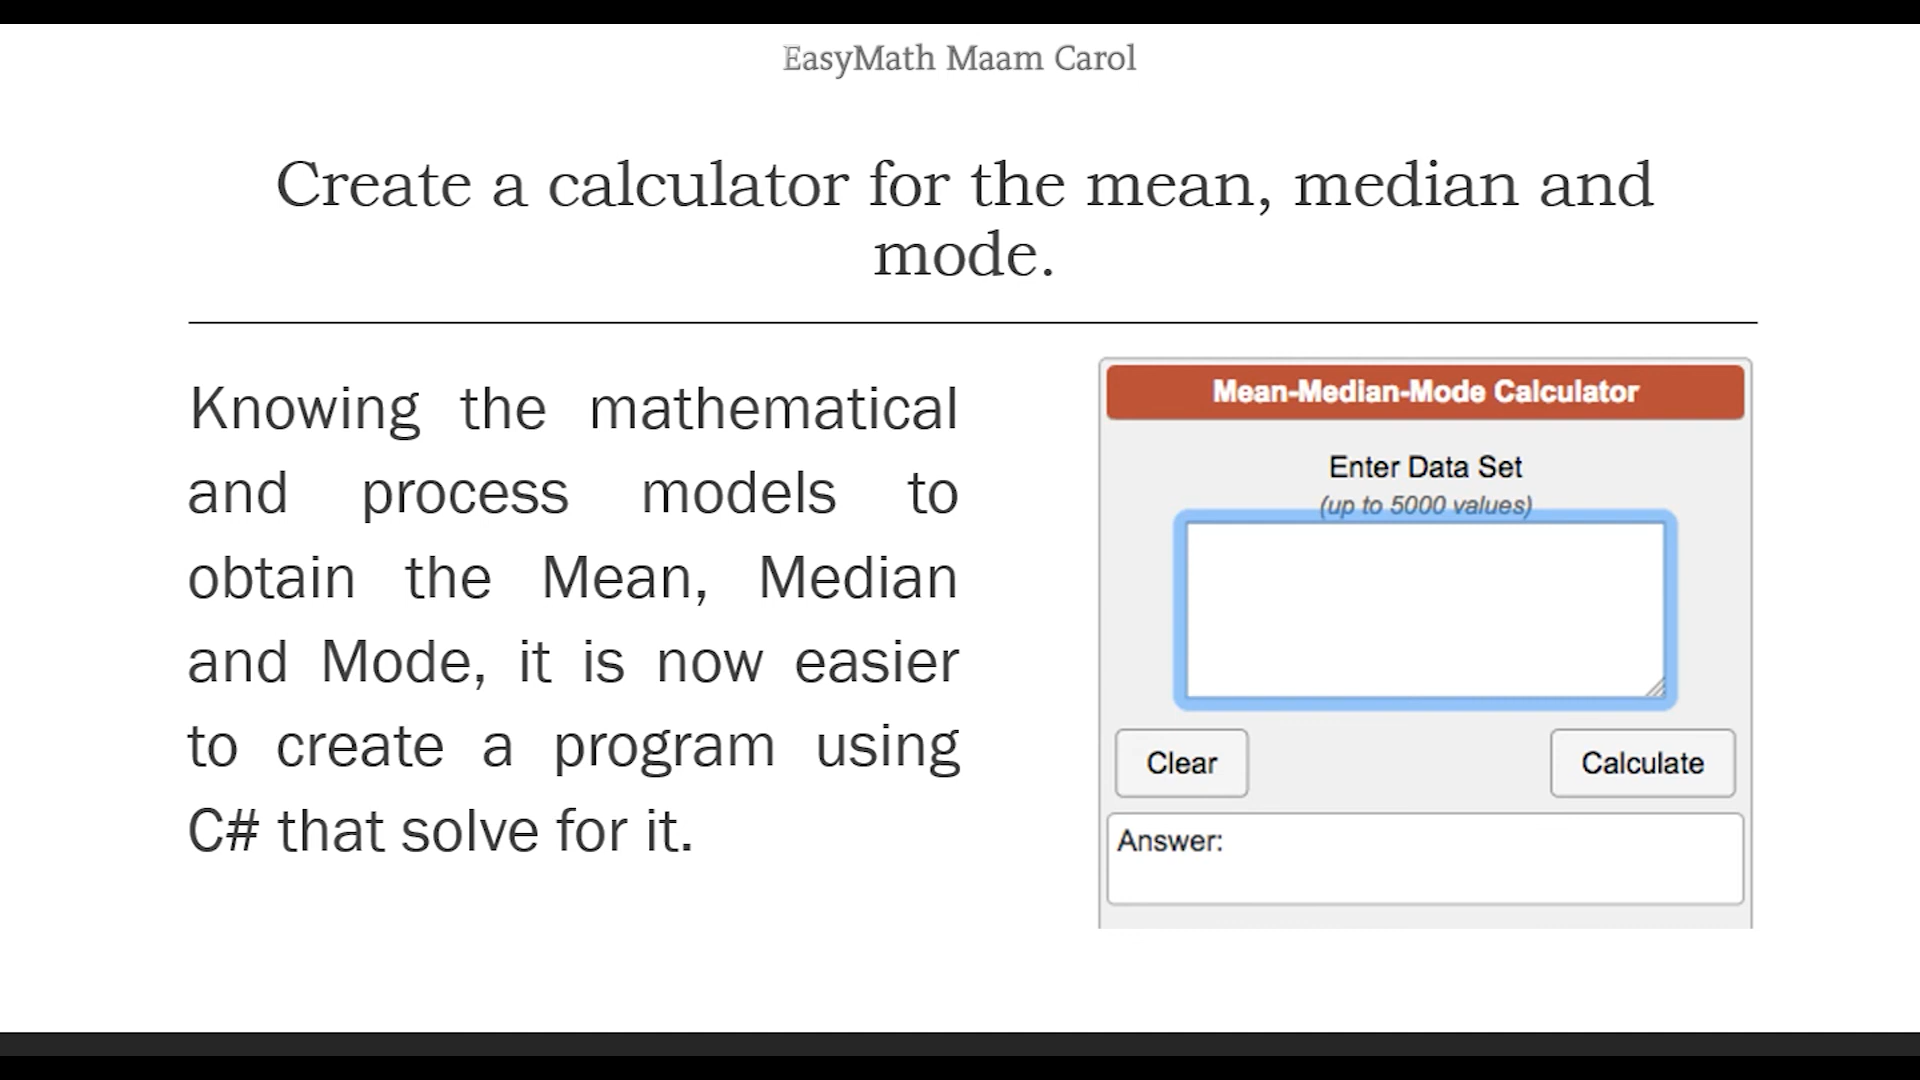 EasyMath Maam Carol
Create a calculator for the mean, median and
mode.
Knowing the mathematical
and process models to
obtain the Mean, Median
and Mode, it is now easier
to create a program using
C# that solve for it.
Mean-Median-Mode Calculator
Enter Data Set
(up to 5000 values)
Clear
Calculate
Answer: